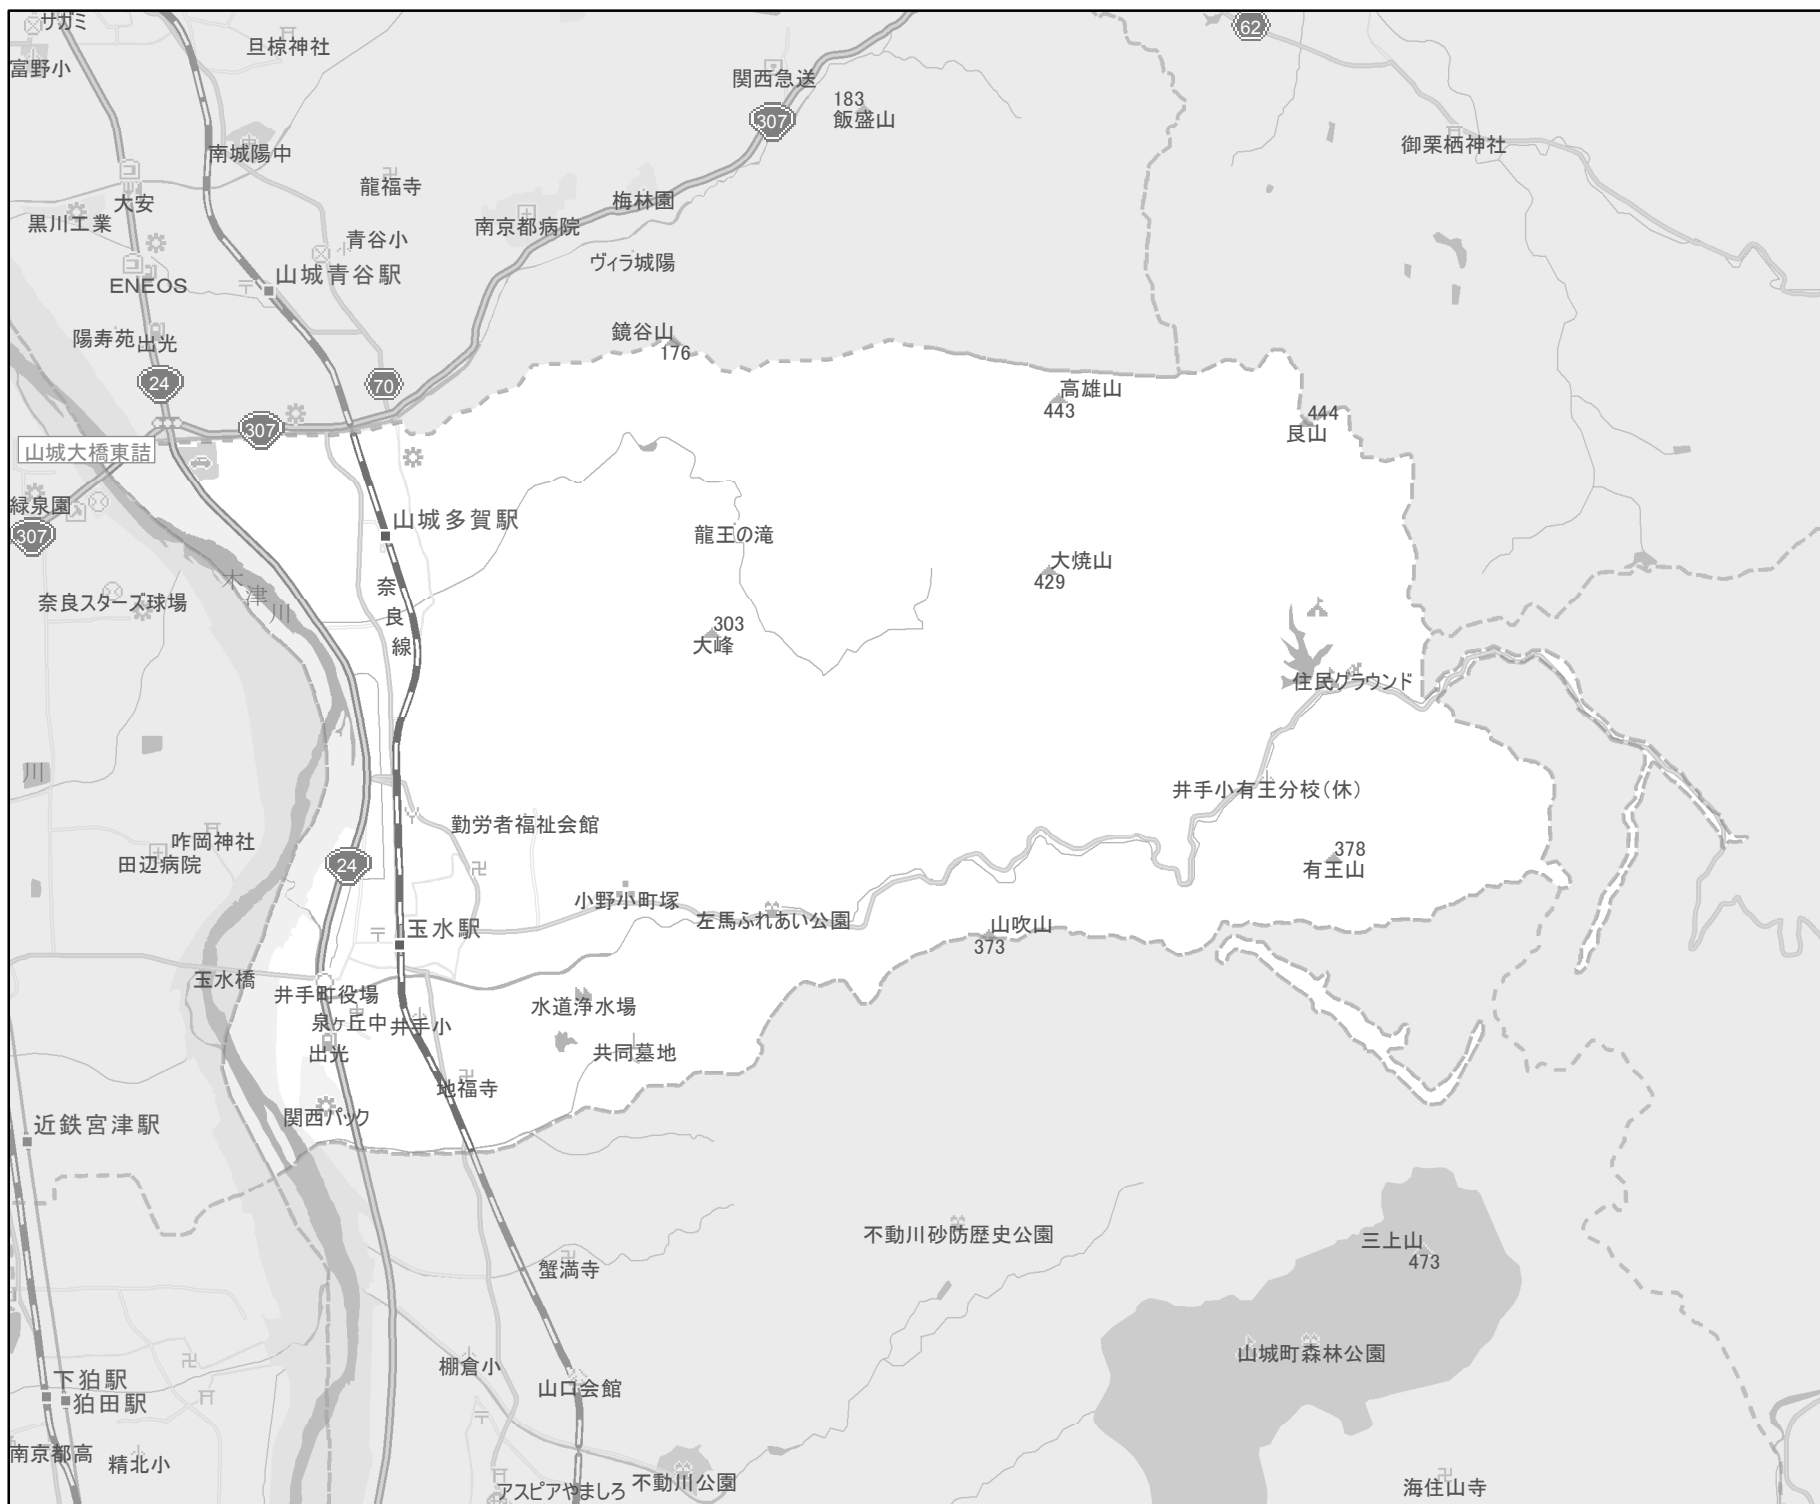 サガミ
富野小
旦椋神社
関西急送
307
183
飯盛山
62
御栗栖神社
南城陽中
龍福寺
大安
黒川工業
梅林園
南京都病院
青谷小
ヴィラ城陽
山城青谷駅
ENEOS
陽寿苑
出光
24
70
鏡谷山
176
高雄山
443
444
艮山
307
山城大橋東詰
緑泉園
307
山城多賀駅
龍王の滝
大焼山
429
木津川
奈良線
奈良スターズ球場
303
大峰
住民グラウンド
川
井手小有王分校(休)
勤労者福祉会館
咋岡神社
田辺病院
24
378
有王山
小野小町塚
左馬ふれあい公園
山吹山
373
玉水駅
玉水橋
井手町役場
水道浄水場
泉ヶ丘中
井手小
出光
共同墓地
地福寺
関西パック
近鉄宮津駅
不動川砂防歴史公園
三上山
473
蟹満寺
山城町森林公園
棚倉小
下狛駅
狛田駅
山口会館
南京都高
精北小
アスピアやましろ
不動川公園
海住山寺